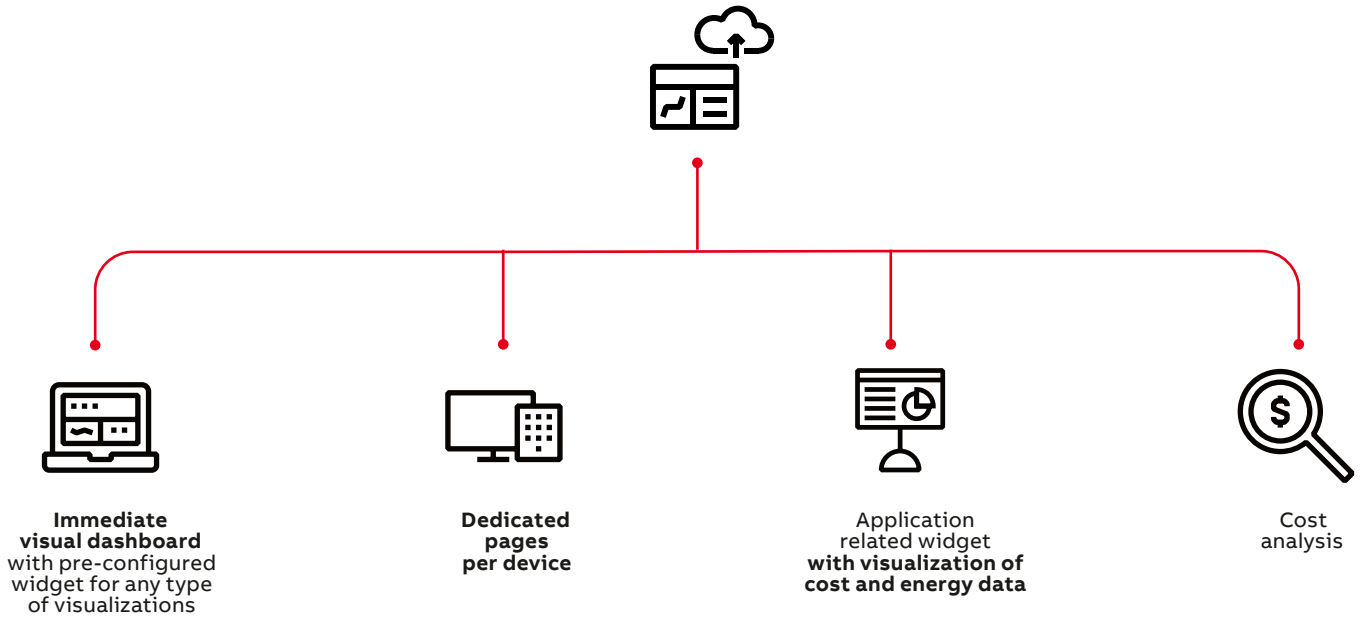 Immediate
visual dashboard
with pre-configured
widget for any type
of visualizations
Dedicated
pages
per device
Application
related widget
with visualization of
cost and energy data
$
Cost
analysis